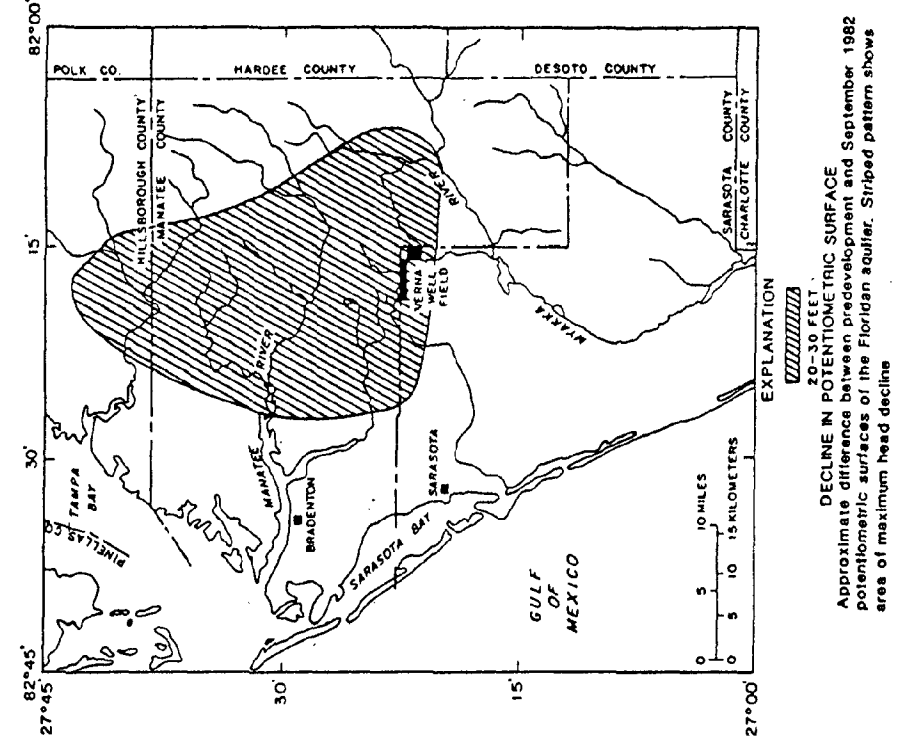 82°45'
30'
15'
82°00'
27°45'
30'
15'
27°00'
POLK CO.
HARDEE COUNTY
DESOTO COUNTY
HILLSBOROUGH COUNTY
MANATEE COUNTY
SARASOTA COUNTY
CHARLOTTE COUNTY
PINELLAS CO.
TAMPA
BAY
MANATEE
RIVER
BRADENTON
SARASOTA
SARASOTA BAY
VERNA
WELL
FIELD
MYAKKA
RIVER
GULF
OF
MEXICO
0 5 10 MILES
0 5 10 15 KILOMETERS
EXPLANATION
20-30 FEET
DECLINE IN POTENTIOMETRIC SURFACE
Approximate difference between predevelopment and September 1982
potentiometric surfaces of the Floridan aquifer. Striped pattern shows
area of maximum head decline